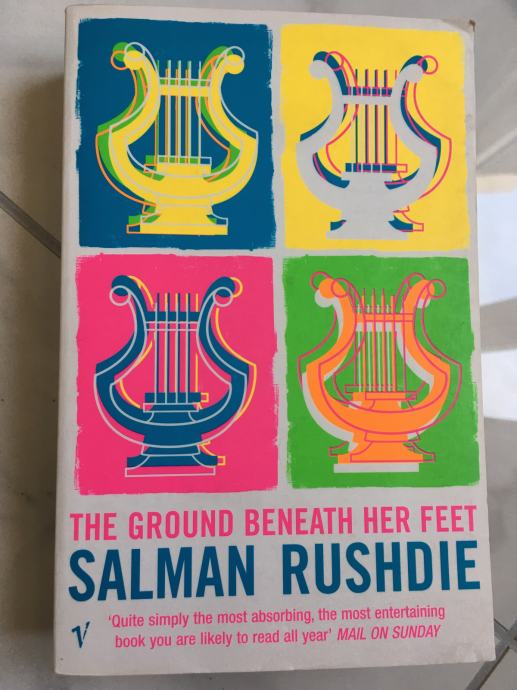 THE GROUND BENEATH HER FEET
SALMAN RUSHDIE
'Quite simply the most absorbing, the most entertaining
book you are likely to read all year' MAIL ON SUNDAY
V